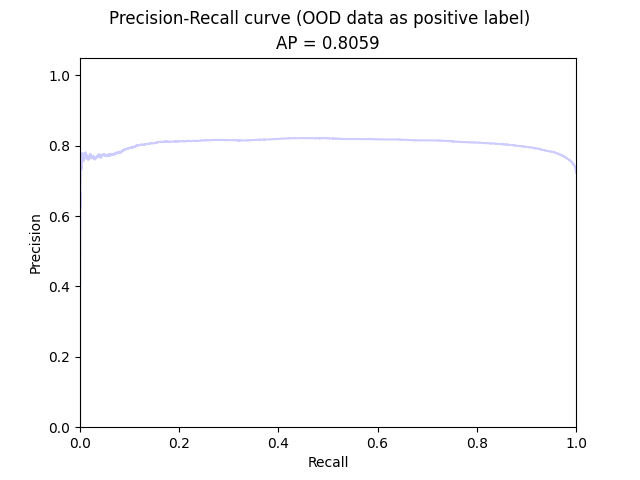 Precision-Recall curve (OOD data as positive label)
AP = 0.8059
1.0
0.8
0.6
0.4
0.2
0.0
Precision
0.0 0.2 0.4 0.6 0.8 1.0
Recall